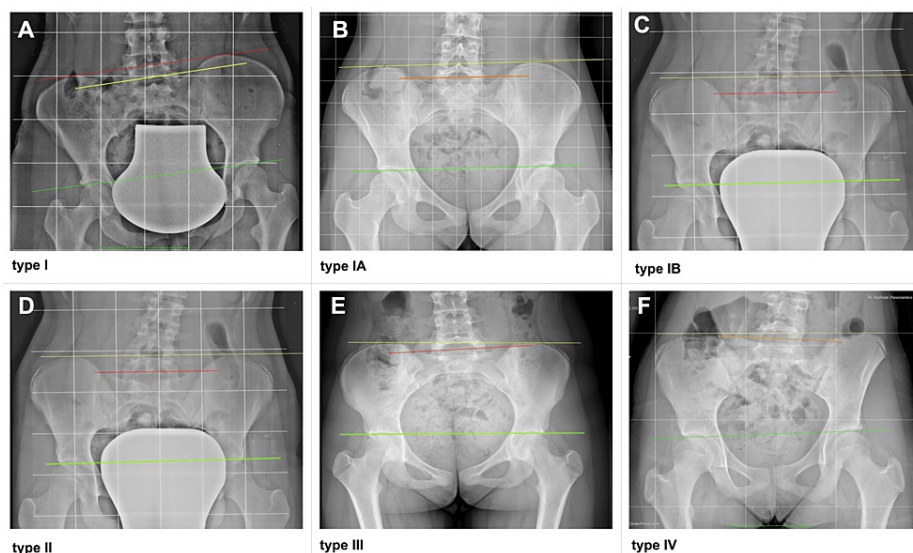 A
B
C
type I
type IA
type IB
D
E
F
type II
type III
type IV